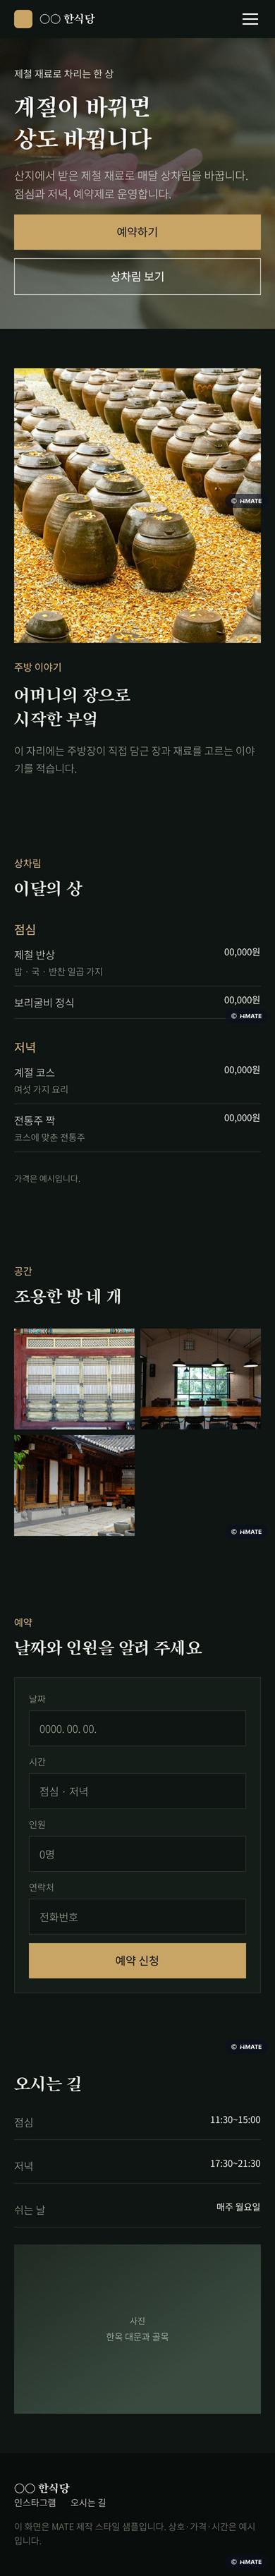 ○○ 한식당
제철 재료로 차리는 한 상
계절이 바뀌면
상도 바뀝니다
산지에서 받은 제철 재료로 매달 상차림을 바꿉니다.
점심과 저녁, 예약제로 운영합니다.
예약하기
상차림 보기
© MATE
주방 이야기
어머니의 장으로
시작한 부엌
이 자리에는 주방장이 직접 담근 장과 재료를 고르는 이야
기를 적습니다.
상차림
이달의 상
점심
제철 반상 00,000원
밥 · 국 · 반찬 일곱 가지
보리굴비 정식 00,000원
© MATE
저녁
계절 코스 00,000원
여섯 가지 요리
전통주 짝 00,000원
코스에 맞춘 전통주
가격은 예시입니다.
공간
조용한 방 네 개
© MATE
예약
날짜와 인원을 알려 주세요
날짜
0000. 00. 00.
시간
점심 · 저녁
인원
0명
연락처
전화번호
예약 신청
© MATE
오시는 길
점심 11:30~15:00
저녁 17:30~21:30
쉬는 날 매주 월요일
사진
한옥 대문과 골목
○○ 한식당
인스타그램 오시는 길
이 화면은 MATE 제작 스타일 샘플입니다. 상호·가격·시간은 예시
입니다.
© MATE